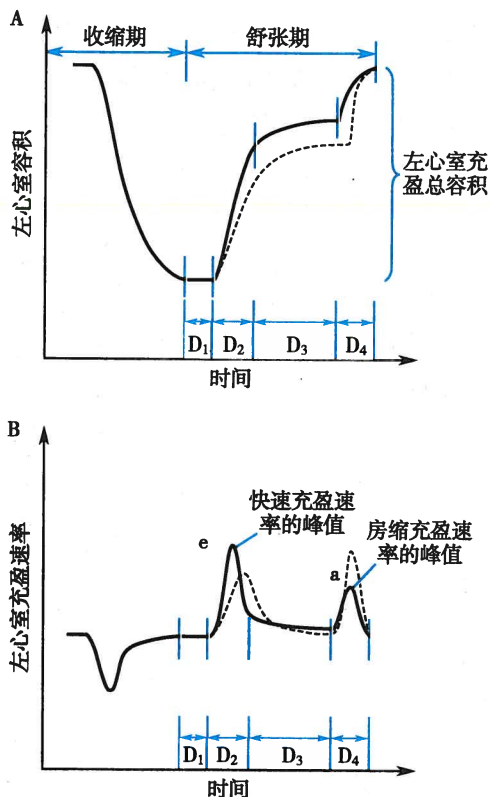 A
收缩期
舒张期
左心室容积
左心室充
盈总容积
D₁
D₂
D₃
D₄
时间
B
快速充盈速
率的峰值
房缩充盈速
率的峰值
e
a
左心室充盈速率
D₁
D₂
D₃
D₄
时间